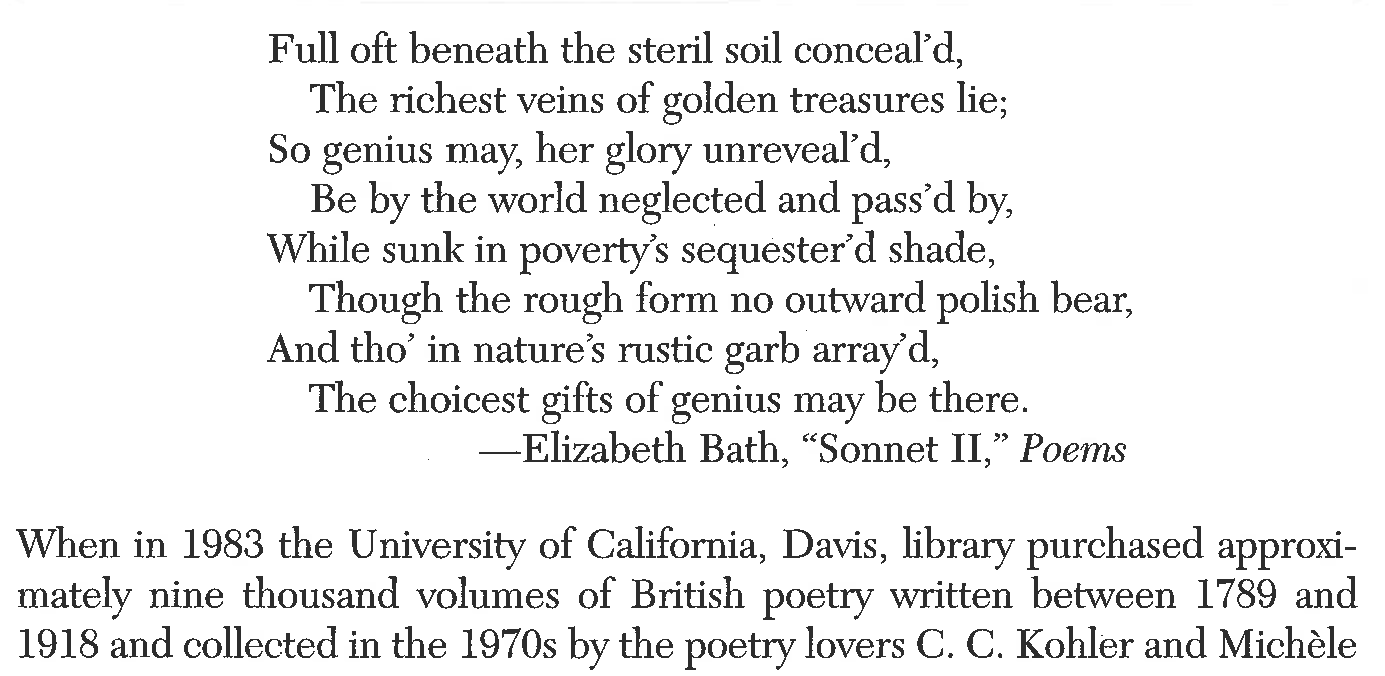 Full oft beneath the steril soil conceal’d,
The richest veins of golden treasures lie;
So genius may, her glory unreveal’d,
Be by the world neglected and pass’d by,
While sunk in poverty’s sequester’d shade,
Though the rough form no outward polish bear,
And tho’ in nature’s rustic garb array’d,
The choicest gifts of genius may be there.
—Elizabeth Bath, “Sonnet II,” Poems
When in 1983 the University of California, Davis, library purchased approxi-
mately nine thousand volumes of British poetry written between 1789 and
1918 and collected in the 1970s by the poetry lovers C. C. Kohler and Michèle